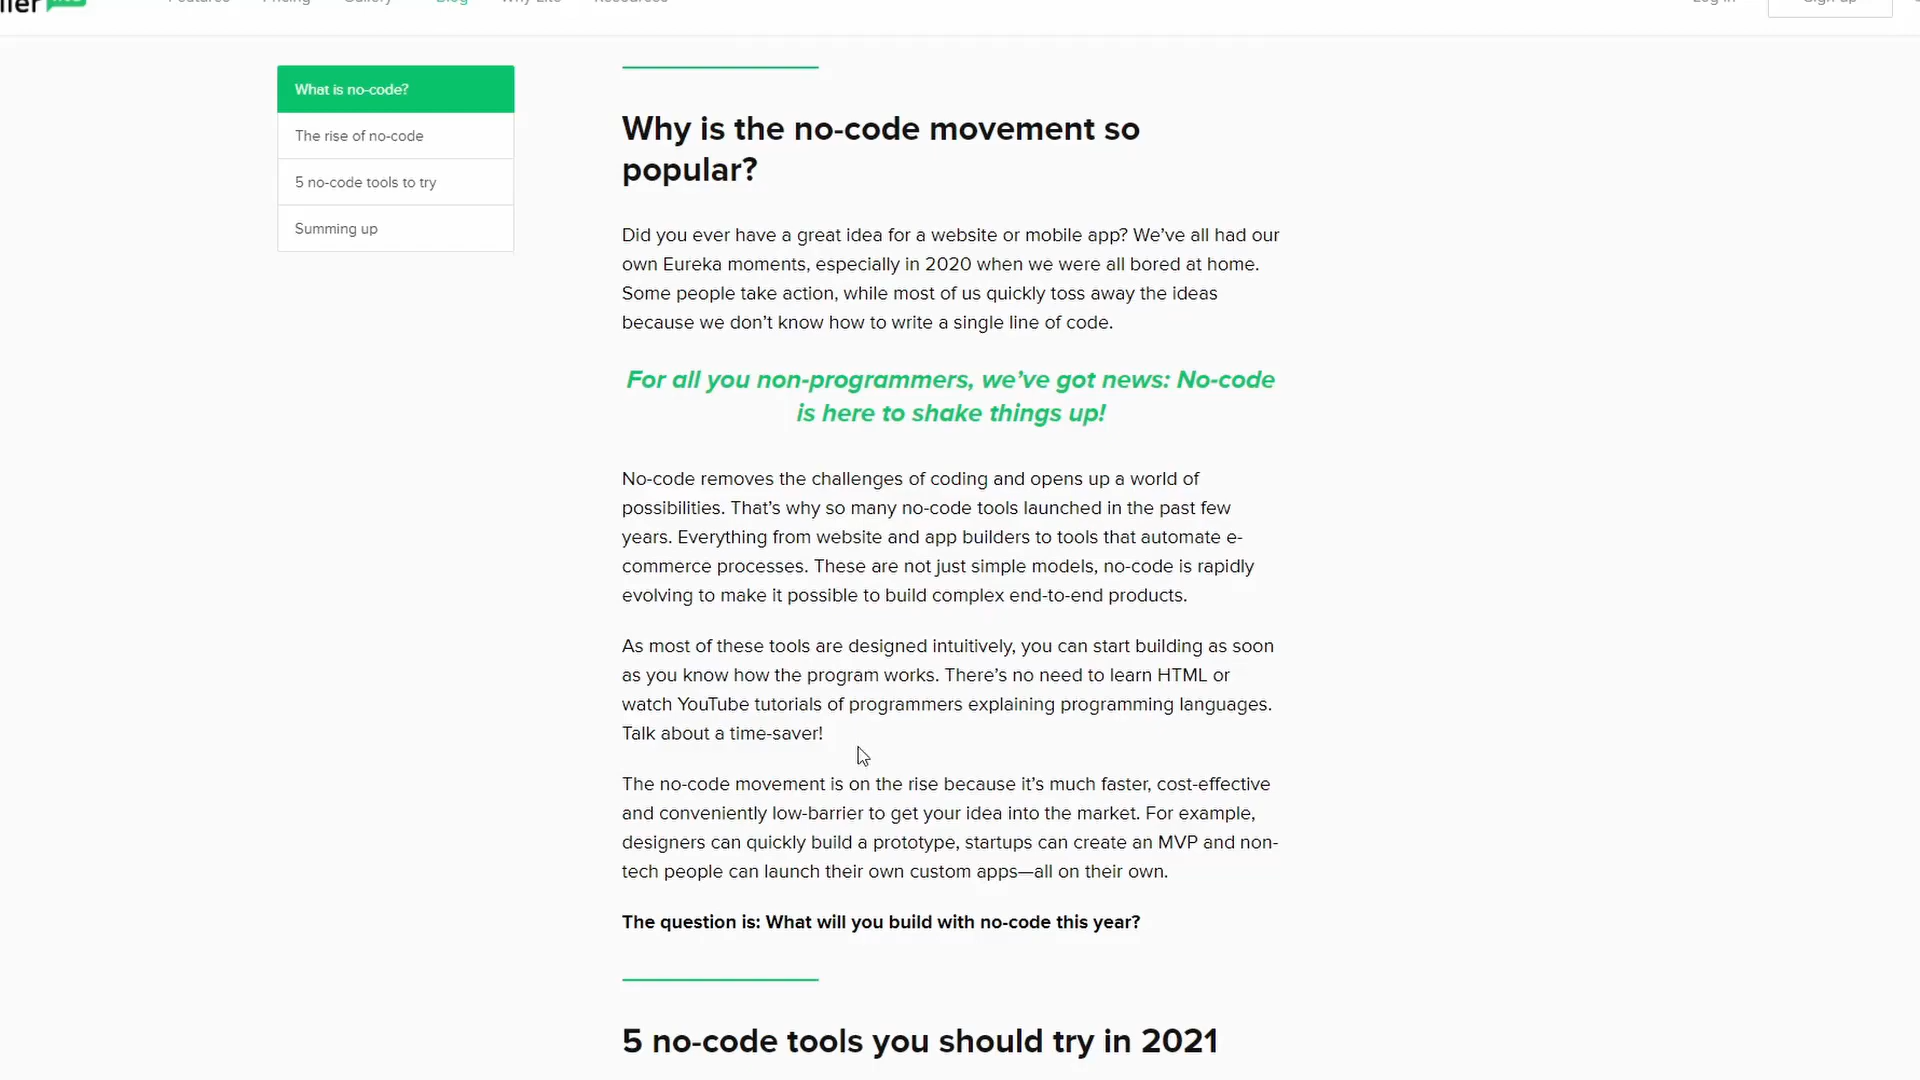 Features Pricing Gallery Blog Why Lite Resources Log in Sign up
What is no-code?
The rise of no-code
5 no-code tools to try
Summing up
Why is the no-code movement so
popular?
Did you ever have a great idea for a website or mobile app? We’ve all had our
own Eureka moments, especially in 2020 when we were all bored at home.
Some people take action, while most of us quickly toss away the ideas
because we don’t know how to write a single line of code.
For all you non-programmers, we’ve got news: No-code
is here to shake things up!
No-code removes the challenges of coding and opens up a world of
possibilities. That’s why so many no-code tools launched in the past few
years. Everything from website and app builders to tools that automate e-
commerce processes. These are not just simple models, no-code is rapidly
evolving to make it possible to build complex end-to-end products.
As most of these tools are designed intuitively, you can start building as soon
as you know how the program works. There’s no need to learn HTML or
watch YouTube tutorials of programmers explaining programming languages.
Talk about a time-saver!
The no-code movement is on the rise because it’s much faster, cost-effective
and conveniently low-barrier to get your idea into the market. For example,
designers can quickly build a prototype, startups can create an MVP and non-
tech people can launch their own custom apps—all on their own.
The question is: What will you build with no-code this year?
5 no-code tools you should try in 2021